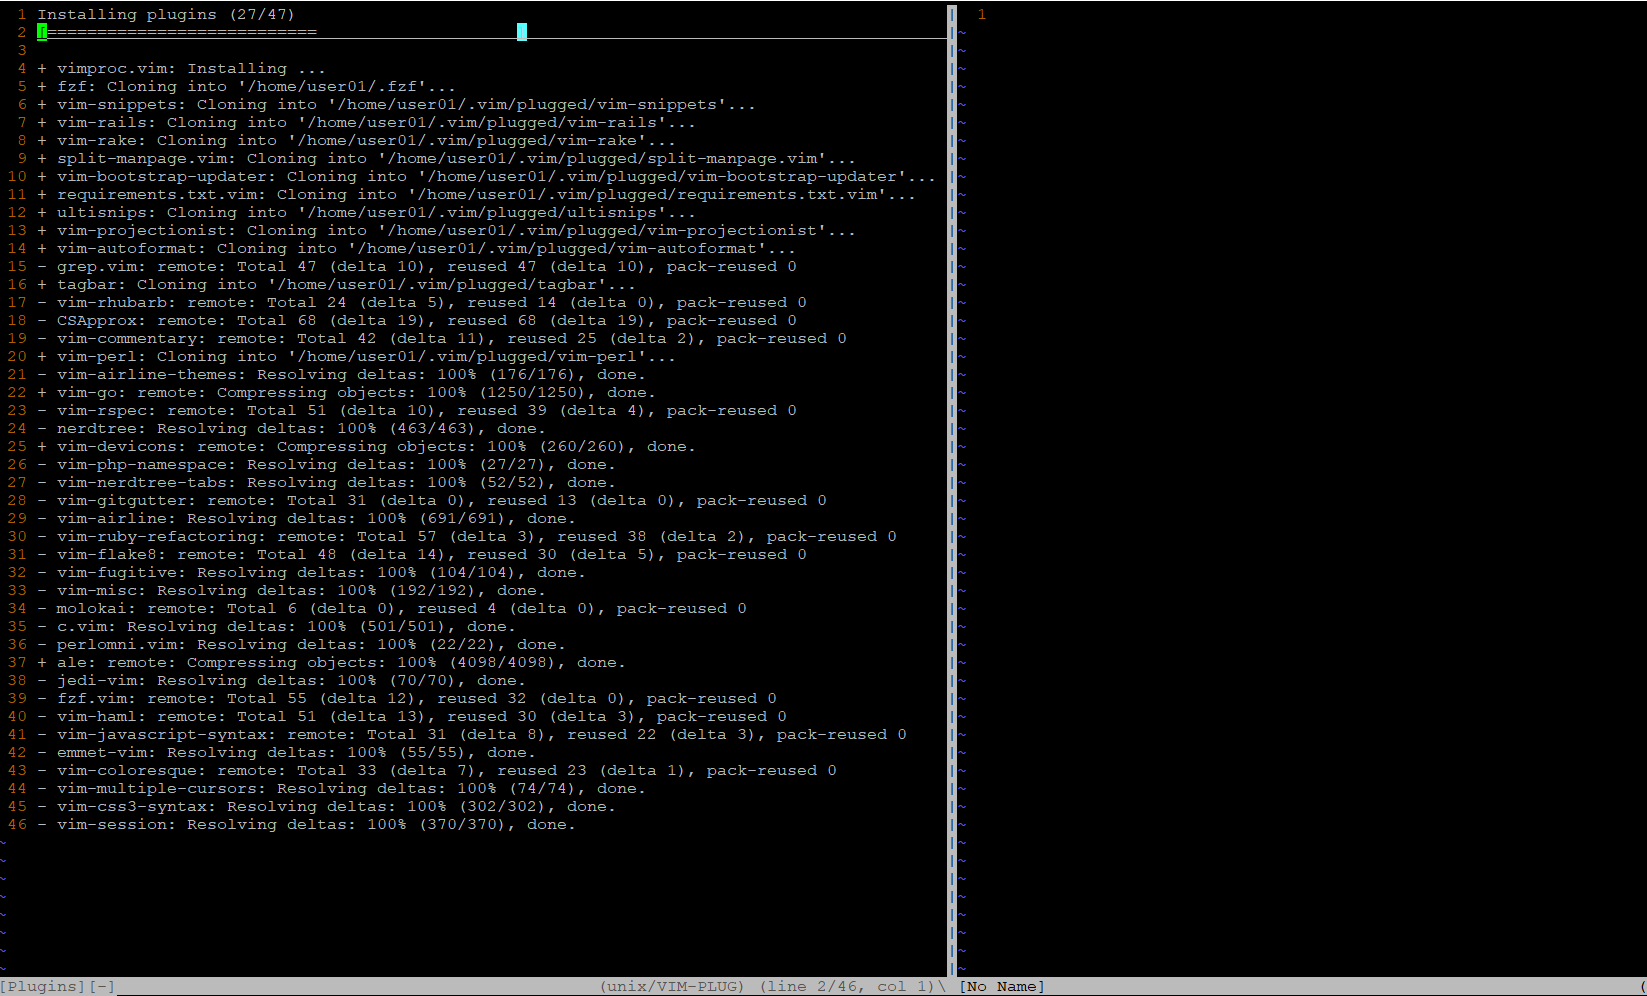 1 Installing plugins (27/47)
2 [===========================                    ]
3
4 + vimproc.vim: Installing ...
5 + fzf: Cloning into '/home/user01/.fzf'...
6 + vim-snippets: Cloning into '/home/user01/.vim/plugged/vim-snippets'...
7 + vim-rails: Cloning into '/home/user01/.vim/plugged/vim-rails'...
8 + vim-rake: Cloning into '/home/user01/.vim/plugged/vim-rake'...
9 + split-manpage.vim: Cloning into '/home/user01/.vim/plugged/split-manpage.vim'...
10 + vim-bootstrap-updater: Cloning into '/home/user01/.vim/plugged/vim-bootstrap-updater'...
11 + requirements.txt.vim: Cloning into '/home/user01/.vim/plugged/requirements.txt.vim'...
12 + ultisnips: Cloning into '/home/user01/.vim/plugged/ultisnips'...
13 + vim-projectionist: Cloning into '/home/user01/.vim/plugged/vim-projectionist'...
14 + vim-autoformat: Cloning into '/home/user01/.vim/plugged/vim-autoformat'...
15 - grep.vim: remote: Total 47 (delta 10), reused 47 (delta 10), pack-reused 0
16 + tagbar: Cloning into '/home/user01/.vim/plugged/tagbar'...
17 - vim-rhubarb: remote: Total 24 (delta 5), reused 14 (delta 0), pack-reused 0
18 - CSApprox: remote: Total 68 (delta 19), reused 68 (delta 19), pack-reused 0
19 - vim-commentary: remote: Total 42 (delta 11), reused 25 (delta 2), pack-reused 0
20 + vim-perl: Cloning into '/home/user01/.vim/plugged/vim-perl'...
21 - vim-airline-themes: Resolving deltas: 100% (176/176), done.
22 + vim-go: remote: Compressing objects: 100% (1250/1250), done.
23 - vim-rspec: remote: Total 51 (delta 10), reused 39 (delta 4), pack-reused 0
24 - nerdtree: Resolving deltas: 100% (463/463), done.
25 + vim-devicons: remote: Compressing objects: 100% (260/260), done.
26 - vim-php-namespace: Resolving deltas: 100% (27/27), done.
27 - vim-nerdtree-tabs: Resolving deltas: 100% (52/52), done.
28 - vim-gitgutter: remote: Total 31 (delta 0), reused 13 (delta 0), pack-reused 0
29 - vim-airline: Resolving deltas: 100% (691/691), done.
30 - vim-ruby-refactoring: remote: Total 57 (delta 3), reused 38 (delta 2), pack-reused 0
31 - vim-flake8: remote: Total 48 (delta 14), reused 30 (delta 5), pack-reused 0
32 - vim-fugitive: Resolving deltas: 100% (104/104), done.
33 - vim-misc: Resolving deltas: 100% (192/192), done.
34 - molokai: remote: Total 6 (delta 0), reused 4 (delta 0), pack-reused 0
35 - c.vim: Resolving deltas: 100% (501/501), done.
36 - perlomni.vim: Resolving deltas: 100% (22/22), done.
37 + ale: remote: Compressing objects: 100% (4098/4098), done.
38 - jedi-vim: Resolving deltas: 100% (70/70), done.
39 - fzf.vim: remote: Total 55 (delta 12), reused 32 (delta 0), pack-reused 0
40 - vim-haml: remote: Total 51 (delta 13), reused 30 (delta 3), pack-reused 0
41 - vim-javascript-syntax: remote: Total 31 (delta 8), reused 22 (delta 3), pack-reused 0
42 - emmet-vim: Resolving deltas: 100% (55/55), done.
43 - vim-coloresque: remote: Total 33 (delta 7), reused 23 (delta 1), pack-reused 0
44 - vim-multiple-cursors: Resolving deltas: 100% (74/74), done.
45 - vim-css3-syntax: Resolving deltas: 100% (302/302), done.
46 - vim-session: Resolving deltas: 100% (370/370), done.
[Plugins][-] (unix/VIM-PLUG) (line 2/46, col 1)\
1
[No Name] (